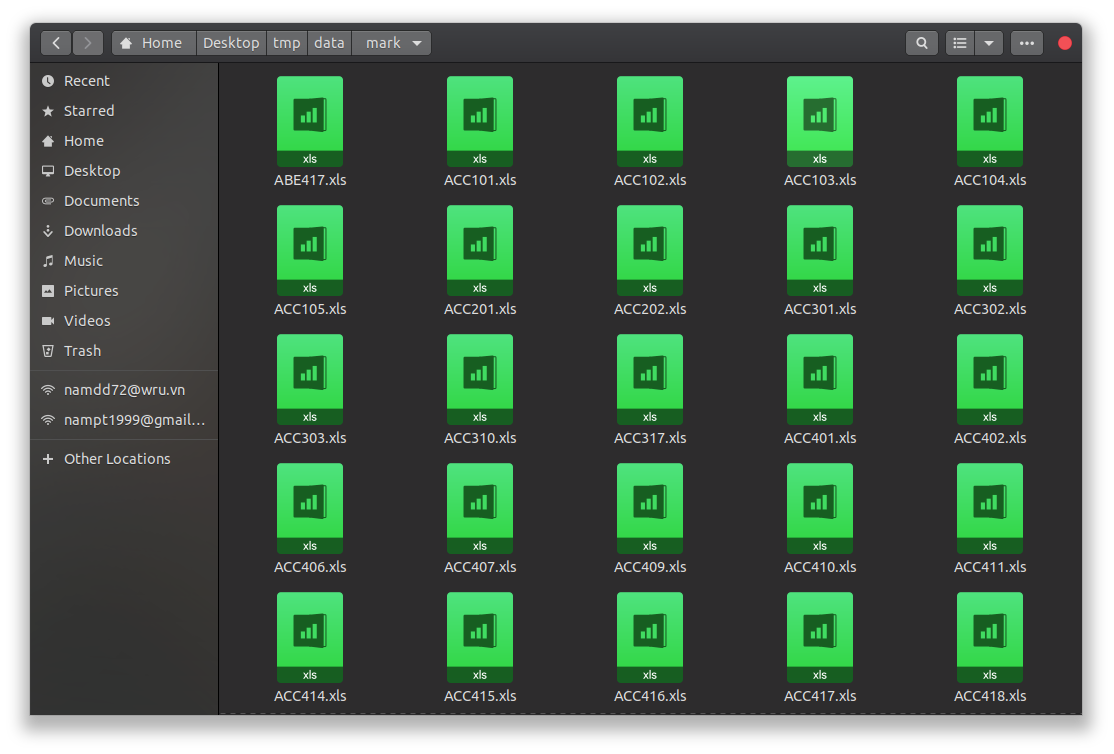 Home Desktop tmp data mark
Recent
Starred
Home
Desktop
Documents
Downloads
Music
Pictures
Videos
Trash
namdd72@wru.vn
nampt1999@gmail…
Other Locations
xls xls xls xls xls
ABE417.xls ACC101.xls ACC102.xls ACC103.xls ACC104.xls
xls xls xls xls xls
ACC105.xls ACC201.xls ACC202.xls ACC301.xls ACC302.xls
xls xls xls xls xls
ACC303.xls ACC310.xls ACC317.xls ACC401.xls ACC402.xls
xls xls xls xls xls
ACC406.xls ACC407.xls ACC409.xls ACC410.xls ACC411.xls
xls xls xls xls xls
ACC414.xls ACC415.xls ACC416.xls ACC417.xls ACC418.xls